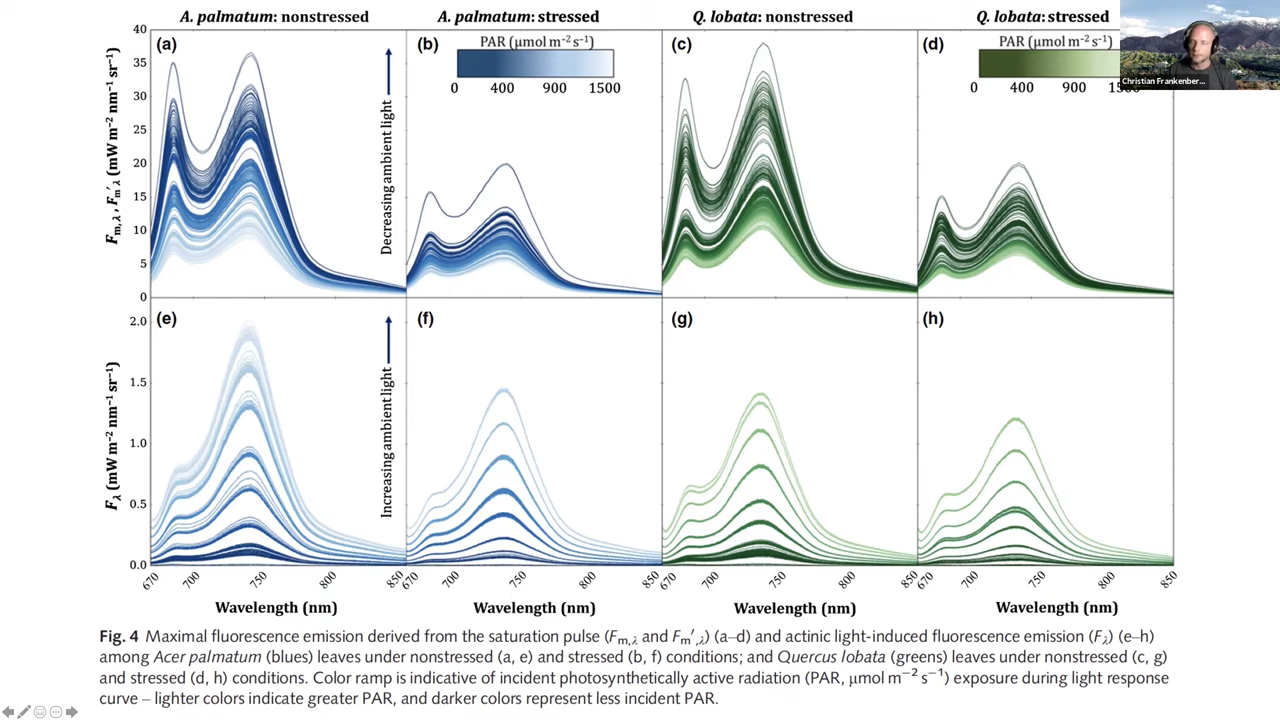 A. palmatum: nonstressed
A. palmatum: stressed
Q. lobata: nonstressed
Q. lobata: stressed
Christian Frankenber...
(a)
(b)
(c)
(d)
PAR (μmol m⁻² s⁻¹)
0 400 900 1500
PAR (μmol m⁻² s⁻¹)
0 400 900
40
35
30
25
20
15
10
5
0
Fm,λ , Fm′,λ (mW m⁻² nm⁻¹ sr⁻¹)
Decreasing ambient light
(e)
(f)
(g)
(h)
2.0
1.5
1.0
0.5
0.0
Fλ (mW m⁻² nm⁻¹ sr⁻¹)
Increasing ambient light
670 700 750 800 850
670 700 750 800 850
670 700 750 800 850
670 700 750 800 850
Wavelength (nm)
Wavelength (nm)
Wavelength (nm)
Wavelength (nm)
Fig. 4 Maximal fluorescence emission derived from the saturation pulse (Fm,λ and Fm′,λ) (a–d) and actinic light-induced fluorescence emission (Fλ) (e–h)
among Acer palmatum (blues) leaves under nonstressed (a, e) and stressed (b, f) conditions; and Quercus lobata (greens) leaves under nonstressed (c, g)
and stressed (d, h) conditions. Color ramp is indicative of incident photosynthetically active radiation (PAR, μmol m⁻² s⁻¹) exposure during light response
curve – lighter colors indicate greater PAR, and darker colors represent less incident PAR.